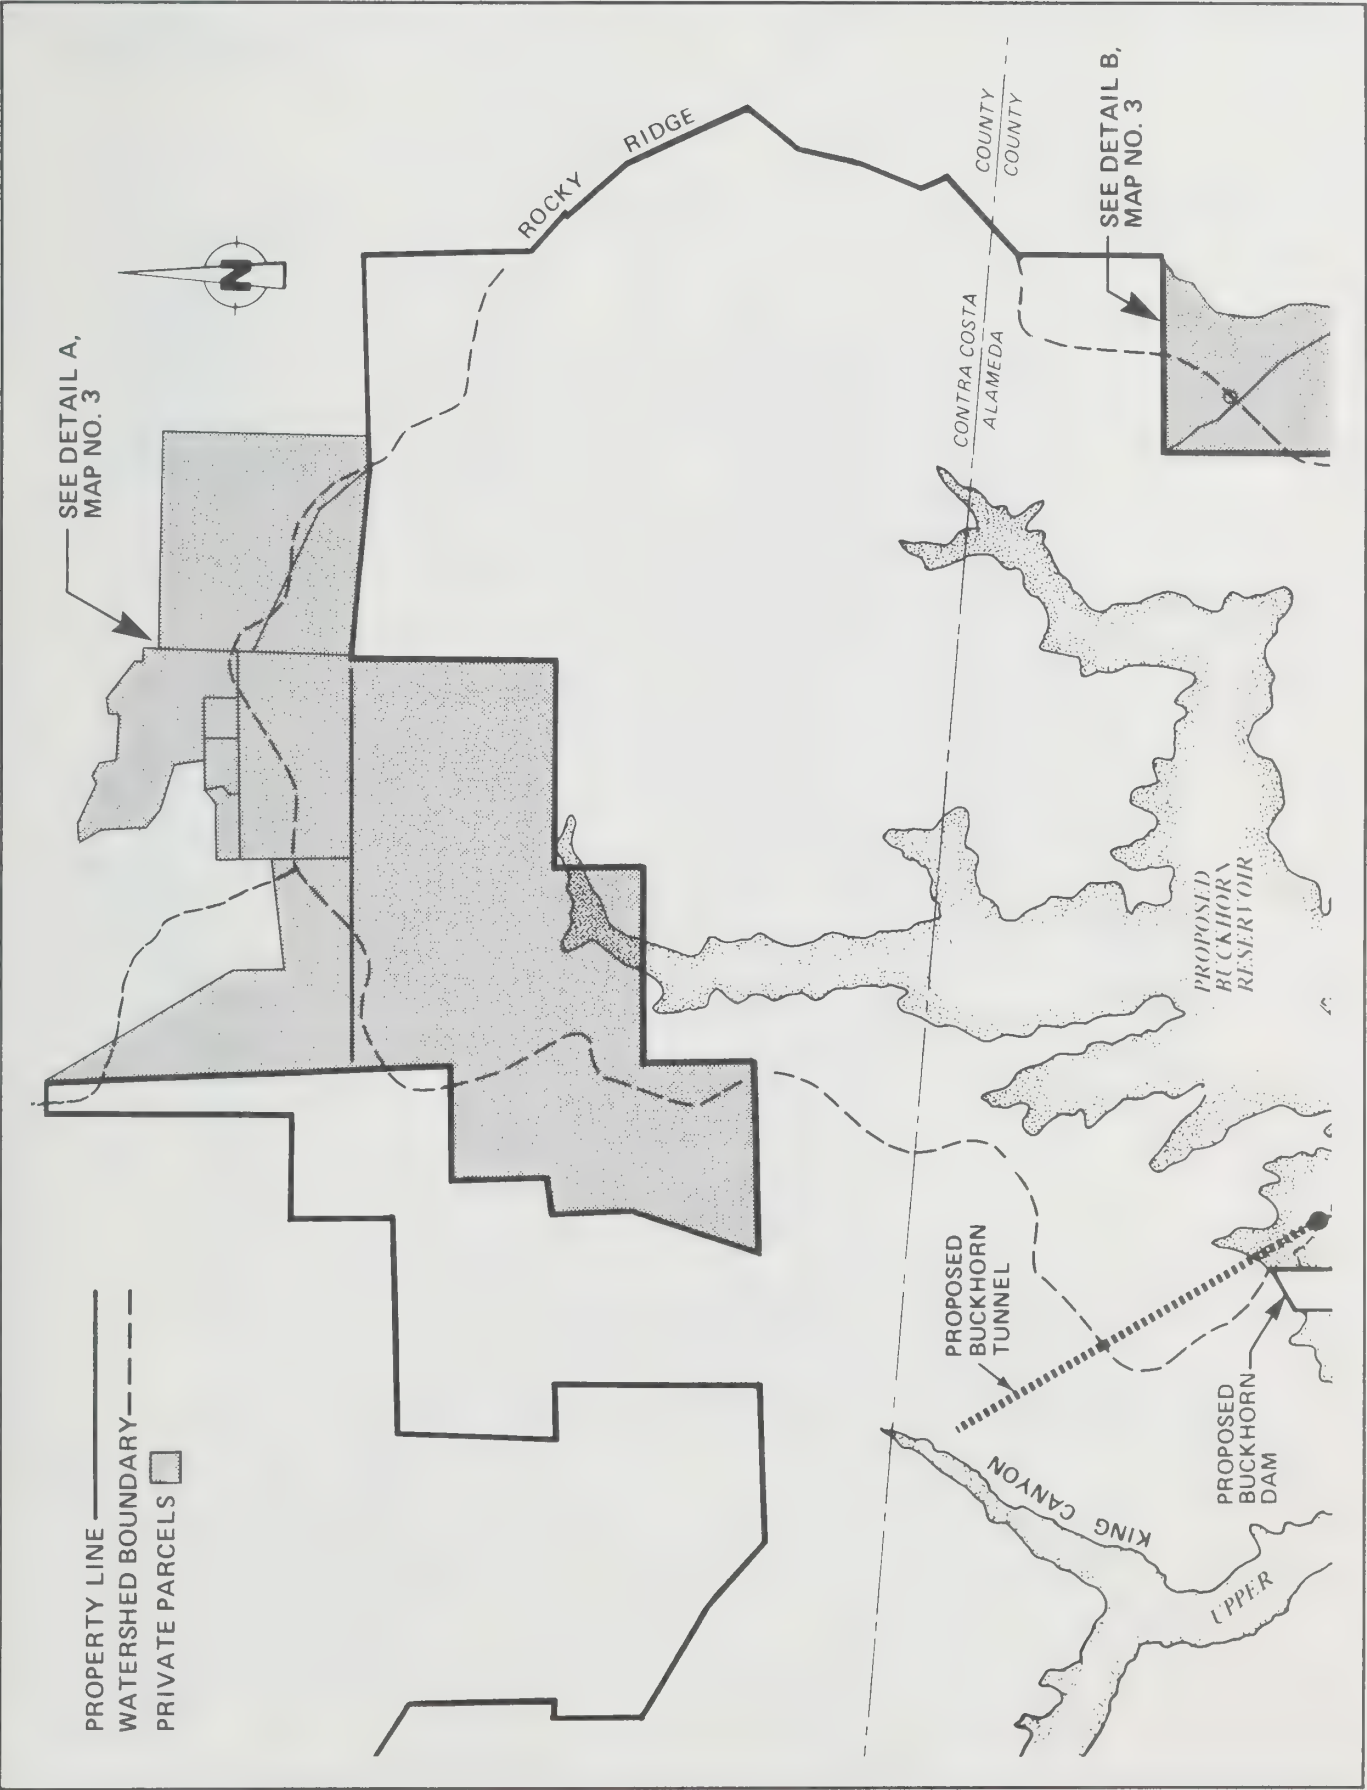 PROPERTY LINE
WATERSHED BOUNDARY
PRIVATE PARCELS
SEE DETAIL A,
MAP NO. 3
N
ROCKY RIDGE
CONTRA COSTA COUNTY
ALAMEDA COUNTY
SEE DETAIL B,
MAP NO. 3
PROPOSED
BUCKHORN
RESERVOIR
PROPOSED
BUCKHORN
TUNNEL
PROPOSED
BUCKHORN
DAM
KING CANYON
UPPER